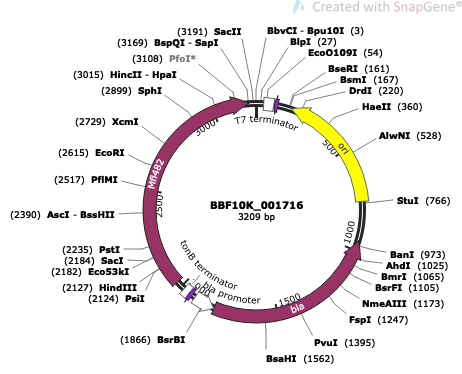 Created with SnapGene®
(3191) SacII
(3169) BspQI - SapI
(3108) PfoI*
(3015) HincII - HpaI
(2899) SphI
(2729) XcmI
(2615) EcoRI
(2517) PflMI
(2390) AscI - BssHII
(2235) PstI
(2184) SacI
(2182) Eco53kI
(2127) HindIII
(2124) PsiI
(1866) BsrBI
BbvCI - Bpu10I (3)
BlpI (27)
EcoO109I (54)
BseRI (161)
BsmI (167)
DrdI (220)
HaeII (360)
AlwNI (528)
StuI (766)
BanI (973)
AhdI (1025)
BmrI (1065)
BsrFI (1105)
NmeAIII (1173)
FspI (1247)
PvuI (1395)
BsaHI (1562)
T7 terminator
ori
500
1000
1500
2500
3000
Mfl482
BBF10K_001716
3209 bp
tonB terminator
bla promoter
bla